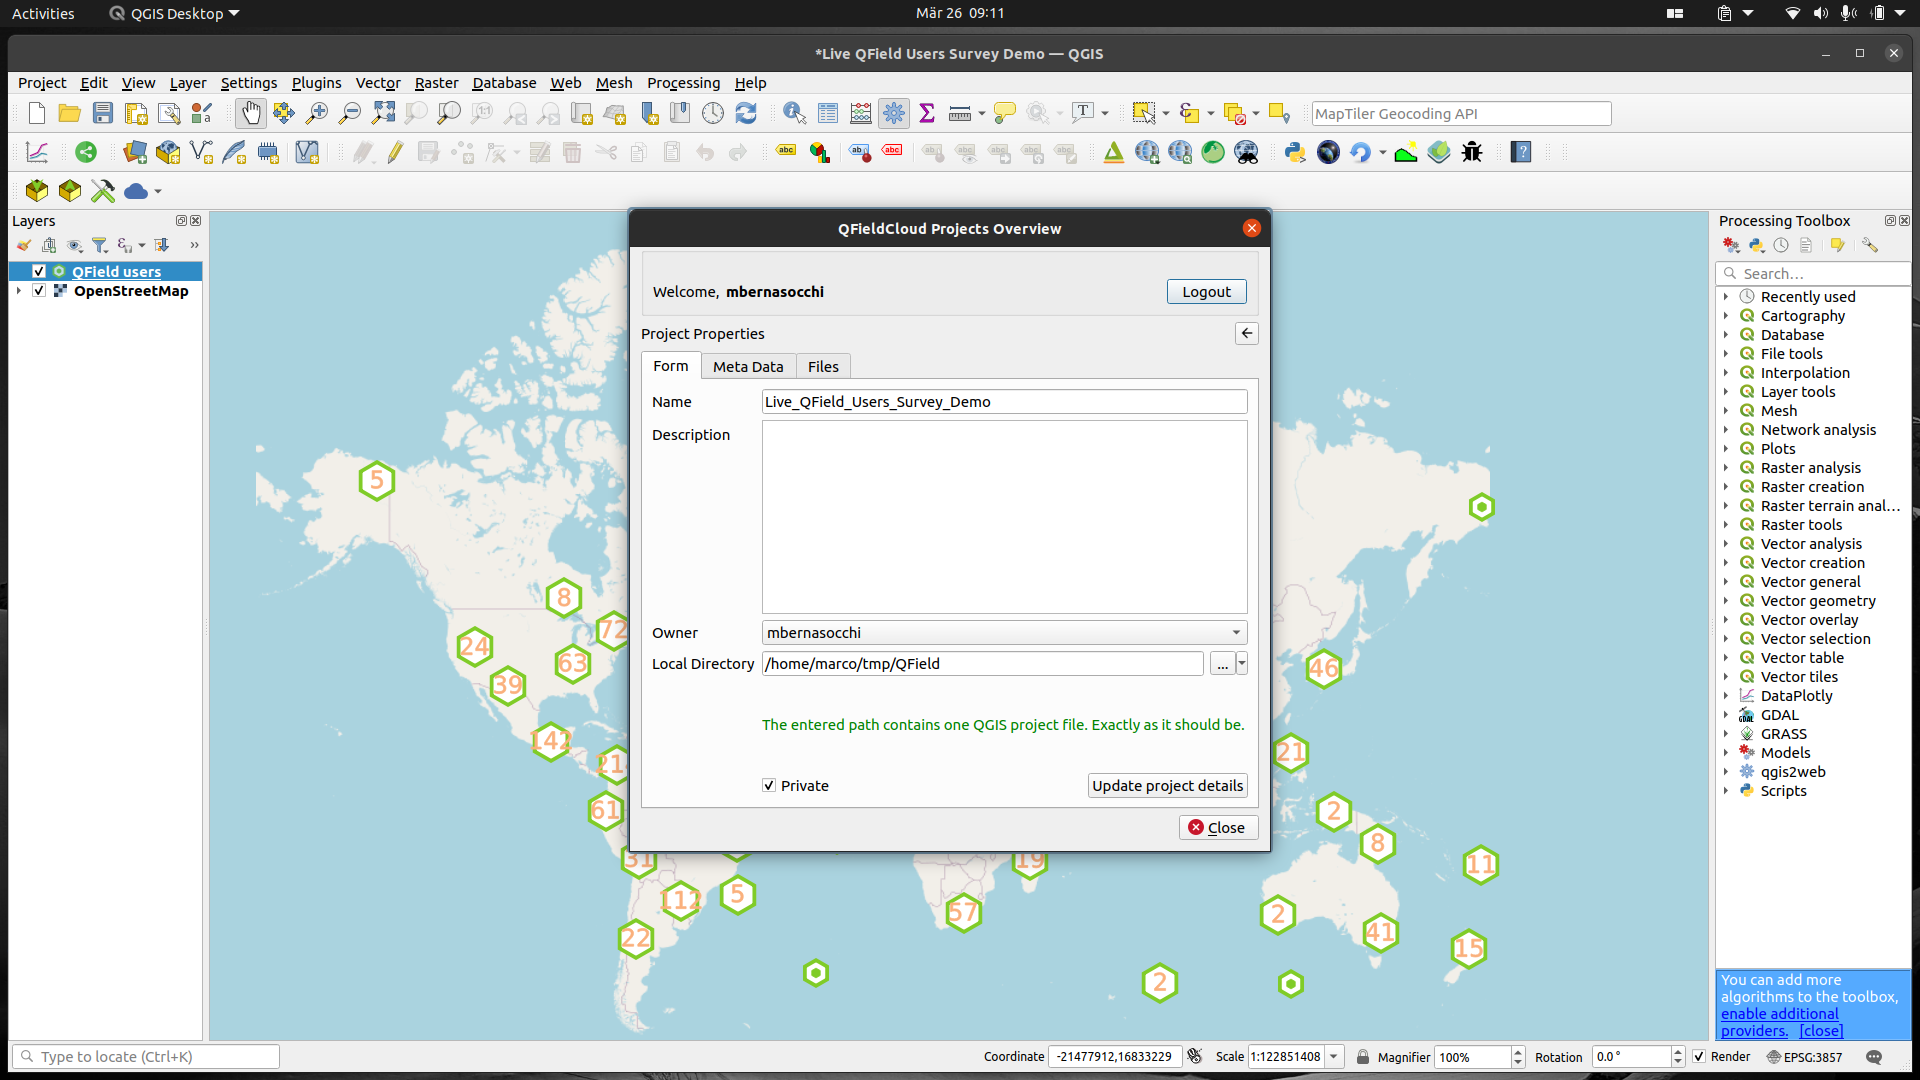 Activities QGIS Desktop Mär 26 09:11
*Live QField Users Survey Demo — QGIS
Project Edit View Layer Settings Plugins Vector Raster Database Web Mesh Processing Help
MapTiler Geocoding API
Layers
QField users
OpenStreetMap
QFieldCloud Projects Overview
Welcome, mbernasocchi
Logout
Project Properties
Form Meta Data Files
Name Live_QField_Users_Survey_Demo
Description
Owner mbernasocchi
Local Directory /home/marco/tmp/QField ...
The entered path contains one QGIS project file. Exactly as it should be.
Private Update project details
Close
5
8
72
24
63
39
142
61
31
112
5
22
57
19
46
21
2
8
11
2
41
15
2
Processing Toolbox
Search…
Recently used
Cartography
Database
File tools
Interpolation
Layer tools
Mesh
Network analysis
Plots
Raster analysis
Raster creation
Raster terrain anal…
Raster tools
Vector analysis
Vector creation
Vector general
Vector geometry
Vector overlay
Vector selection
Vector table
Vector tiles
DataPlotly
GDAL
GRASS
Models
qgis2web
Scripts
You can add more
algorithms to the toolbox,
enable additional
providers. [close]
Type to locate (Ctrl+K) Coordinate -21477912,16833229 Scale 1:122851408 Magnifier 100% Rotation 0.0 ° Render EPSG:3857